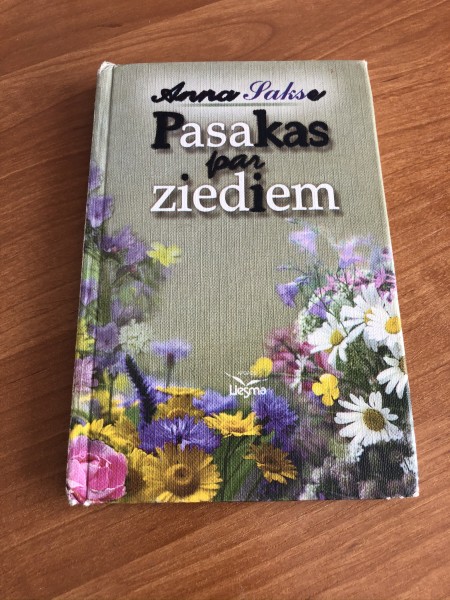 Anna Sakse
Pasakas
par
ziediem
Liesma